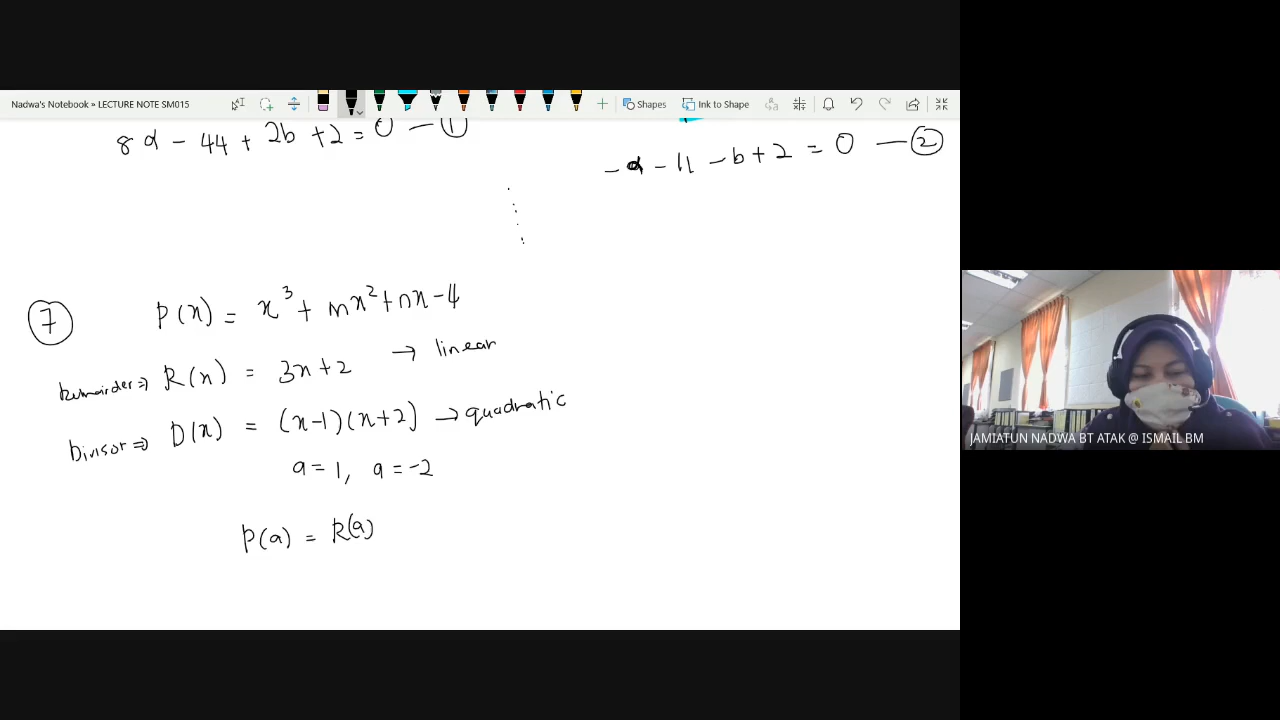 Nadwa's Notebook » LECTURE NOTE SM015
Shapes
Ink to Shape
8a - 44 + 2b + 2 = 0 — ①
-a - 11 - b + 2 = 0 — ②
⑦ P(x) = x³ + mx² + nx - 4
Remainder ⇒ R(x) = 3x + 2 → linear
Divisor ⇒ D(x) = (x-1)(x+2) → quadratic
a = 1, a = -2
P(a) = R(a)
JAMIATUN NADWA BT ATAK @ ISMAIL BM